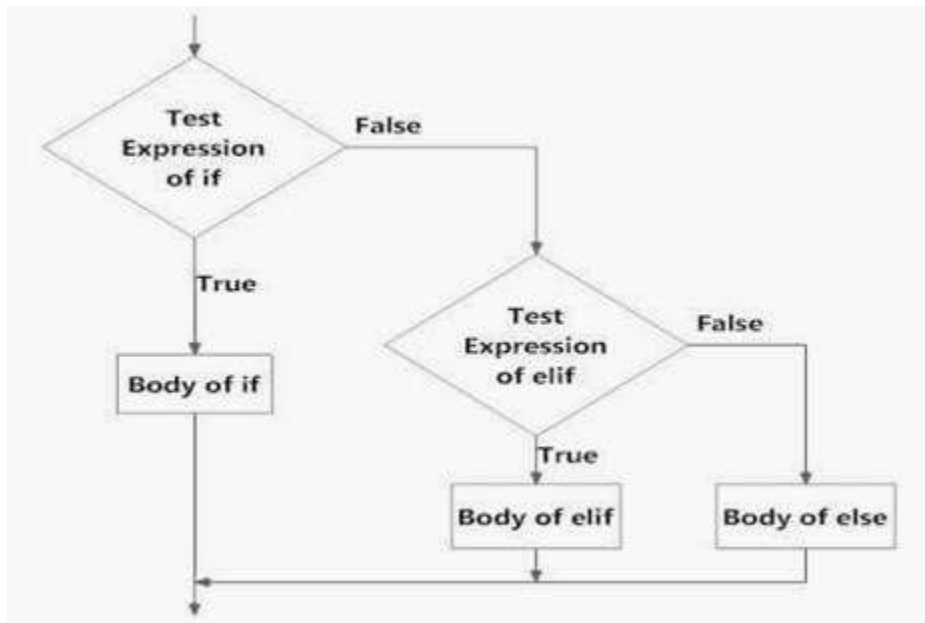 Test
Expression
of if
False
True
Body of if
Test
Expression
of elif
False
True
Body of elif
Body of else